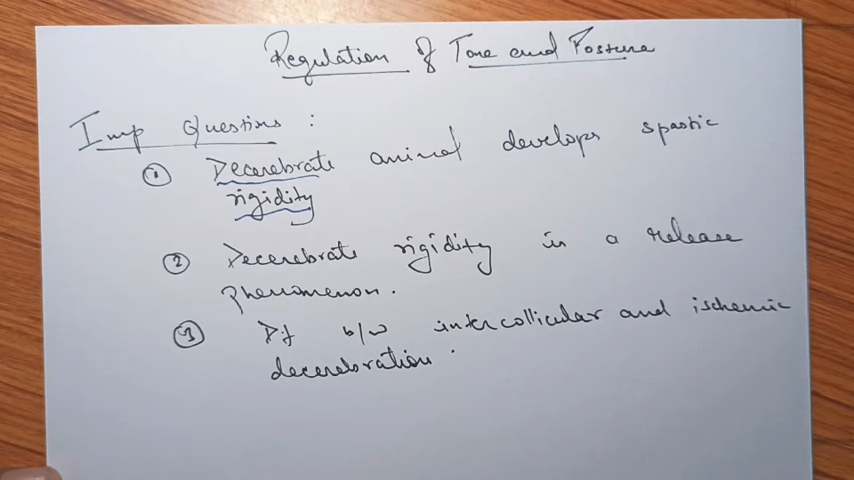 Regulation of Tone and Posture
Imp Questions :
① Decerebrate animal develops spastic
rigidity
② Decerebrate rigidity is a release
phenomenon.
③ Dif b/w intercollicular and ischemic
decerebration.